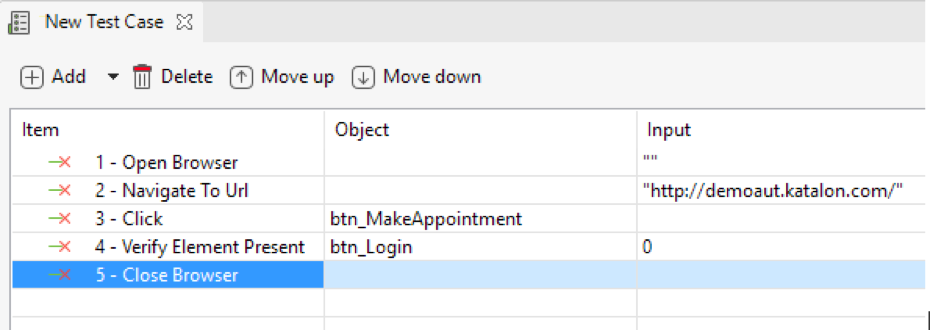 New Test Case
Add Delete Move up Move down
Item Object Input
1 - Open Browser ""
2 - Navigate To Url "http://demoaut.katalon.com/"
3 - Click btn_MakeAppointment
4 - Verify Element Present btn_Login 0
5 - Close Browser